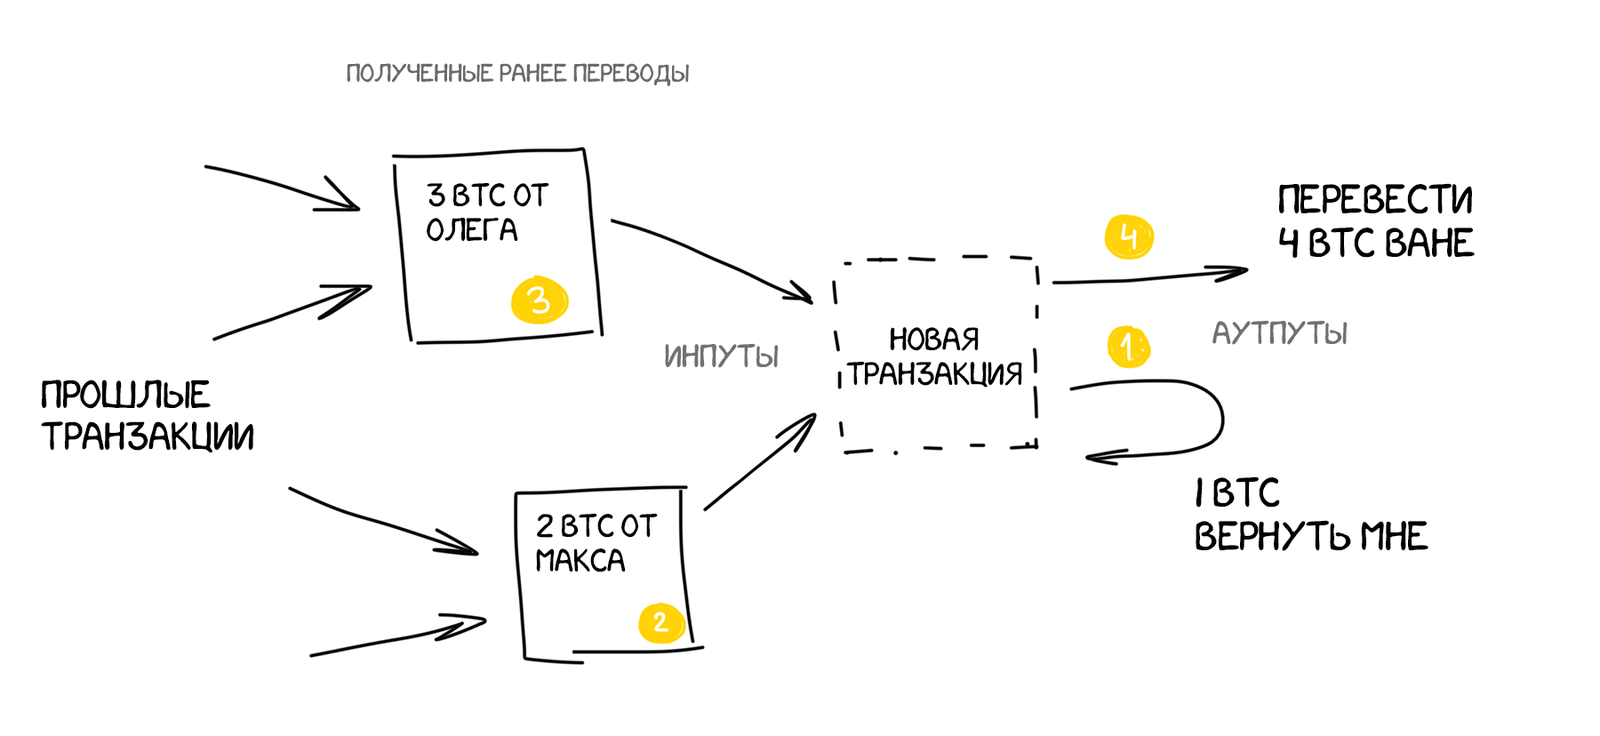 ПОЛУЧЕННЫЕ РАНЕЕ ПЕРЕВОДЫ
3 BTC ОТ
ОЛЕГА
3
ПРОШЛЫЕ
ТРАНЗАКЦИИ
2 BTC ОТ
МАКСА
2
ИНПУТЫ
НОВАЯ
ТРАНЗАКЦИЯ
4
ПЕРЕВЕСТИ
4 BTC ВАНЕ
АУТПУТЫ
1
1 BTC
ВЕРНУТЬ МНЕ